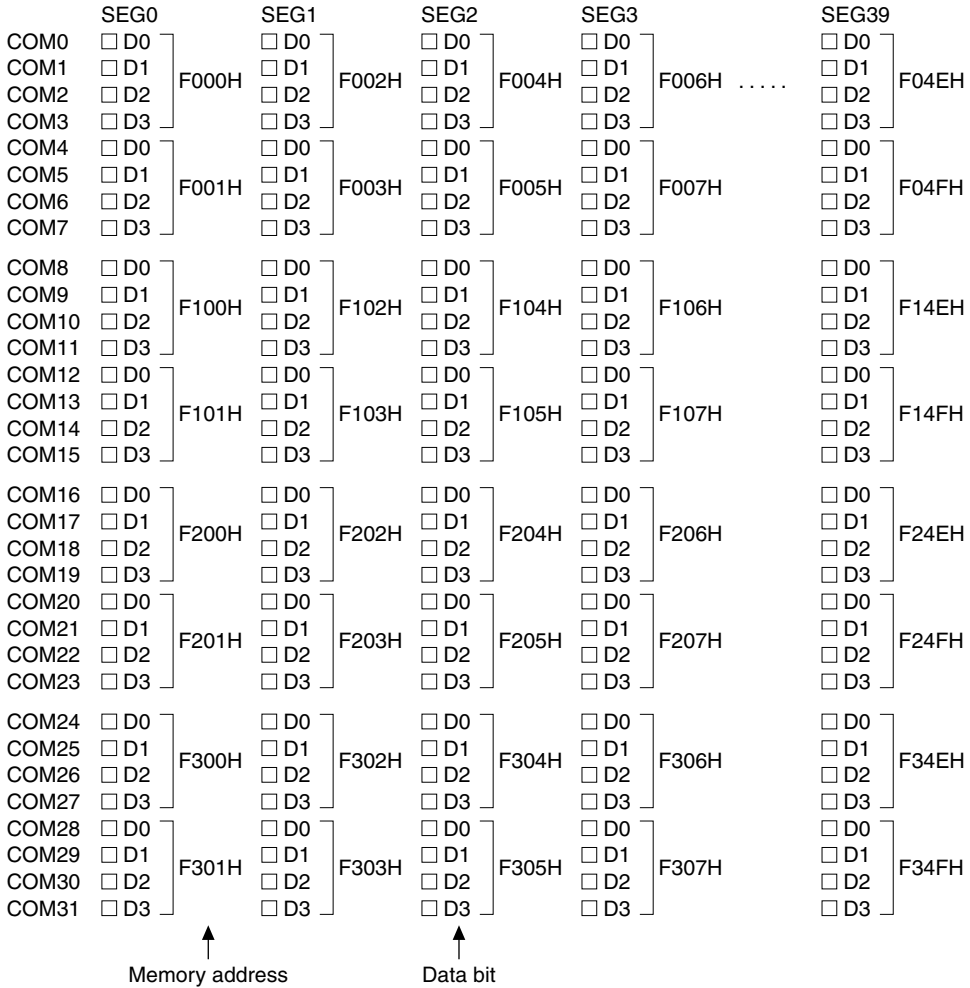 SEG0 SEG1 SEG2 SEG3 SEG39
COM0 D0 D0 D0 D0 D0
COM1 D1 D1 D1 D1 D1
F000H F002H F004H F006H ..... F04EH
COM2 D2 D2 D2 D2 D2
COM3 D3 D3 D3 D3 D3
COM4 D0 D0 D0 D0 D0
COM5 D1 D1 D1 D1 D1
F001H F003H F005H F007H F04FH
COM6 D2 D2 D2 D2 D2
COM7 D3 D3 D3 D3 D3
COM8 D0 D0 D0 D0 D0
COM9 D1 D1 D1 D1 D1
F100H F102H F104H F106H F14EH
COM10 D2 D2 D2 D2 D2
COM11 D3 D3 D3 D3 D3
COM12 D0 D0 D0 D0 D0
COM13 D1 D1 D1 D1 D1
F101H F103H F105H F107H F14FH
COM14 D2 D2 D2 D2 D2
COM15 D3 D3 D3 D3 D3
COM16 D0 D0 D0 D0 D0
COM17 D1 D1 D1 D1 D1
F200H F202H F204H F206H F24EH
COM18 D2 D2 D2 D2 D2
COM19 D3 D3 D3 D3 D3
COM20 D0 D0 D0 D0 D0
COM21 D1 D1 D1 D1 D1
F201H F203H F205H F207H F24FH
COM22 D2 D2 D2 D2 D2
COM23 D3 D3 D3 D3 D3
COM24 D0 D0 D0 D0 D0
COM25 D1 D1 D1 D1 D1
F300H F302H F304H F306H F34EH
COM26 D2 D2 D2 D2 D2
COM27 D3 D3 D3 D3 D3
COM28 D0 D0 D0 D0 D0
COM29 D1 D1 D1 D1 D1
F301H F303H F305H F307H F34FH
COM30 D2 D2 D2 D2 D2
COM31 D3 D3 D3 D3 D3
Memory address Data bit